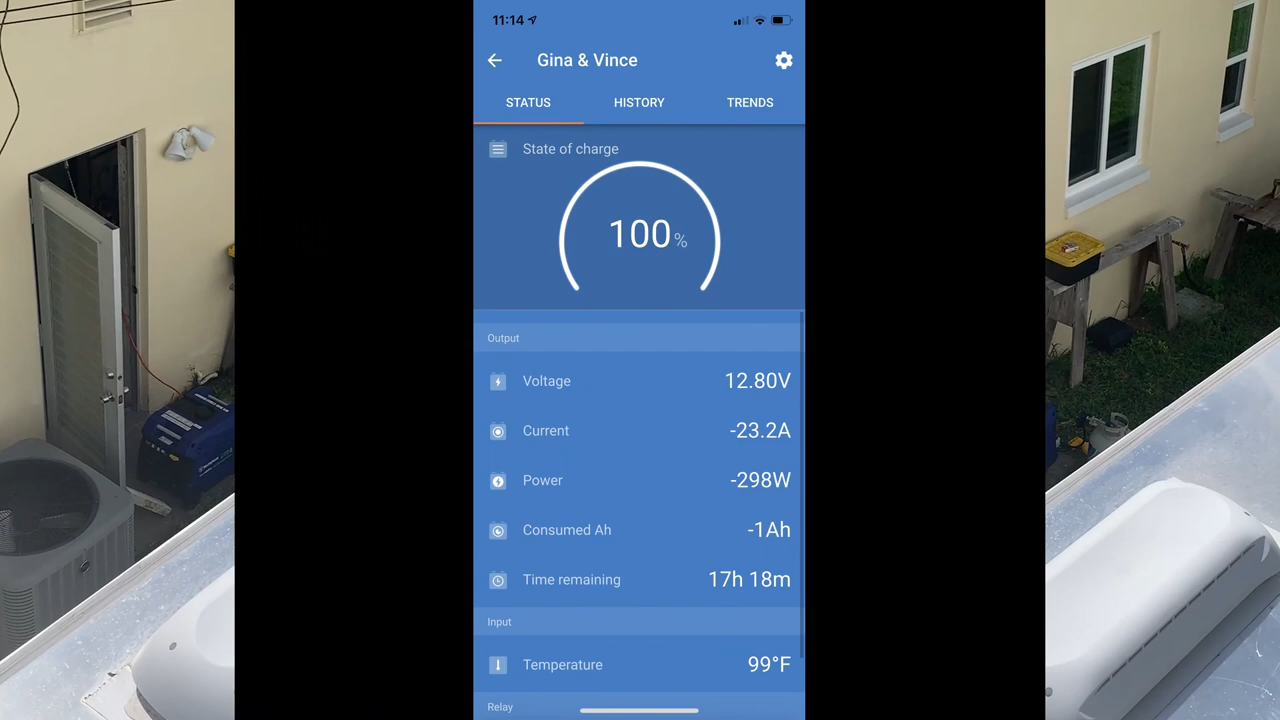 11:14
Gina & Vince
STATUS HISTORY TRENDS
State of charge
100 %
Output
Voltage 12.80V
Current -23.2A
Power -298W
Consumed Ah -1Ah
Time remaining 17h 18m
Input
Temperature 99°F
Relay